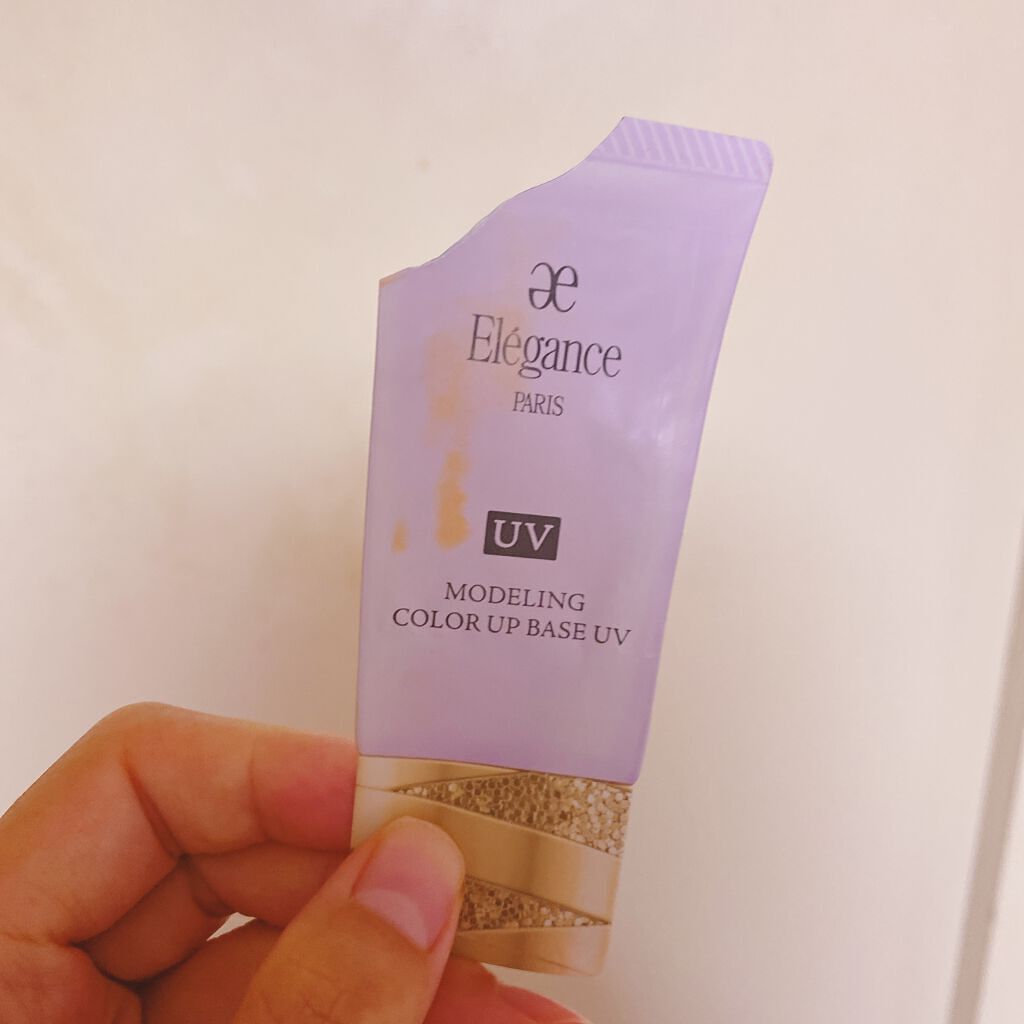 æ
Elégance
PARIS
UV
MODELING
COLOR UP BASE UV